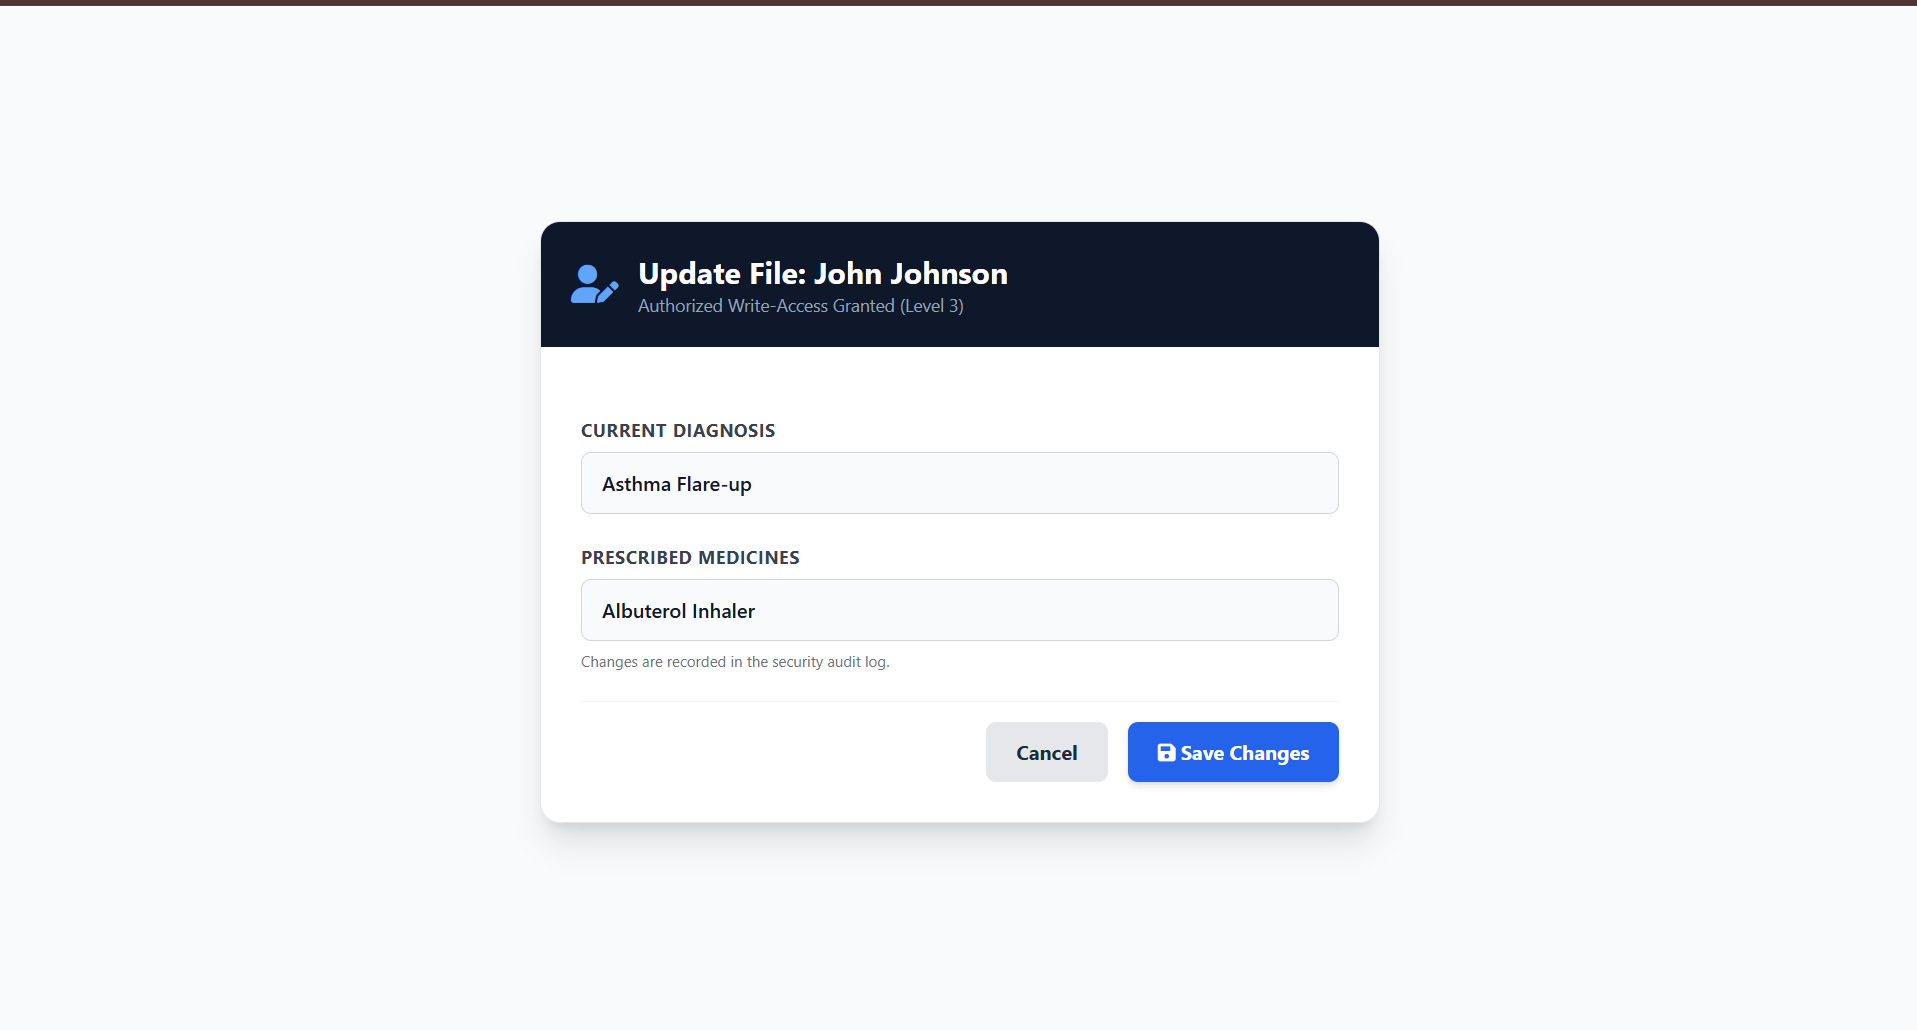 Update File: John Johnson
Authorized Write-Access Granted (Level 3)
CURRENT DIAGNOSIS
Asthma Flare-up
PRESCRIBED MEDICINES
Albuterol Inhaler
Changes are recorded in the security audit log.
Cancel
Save Changes